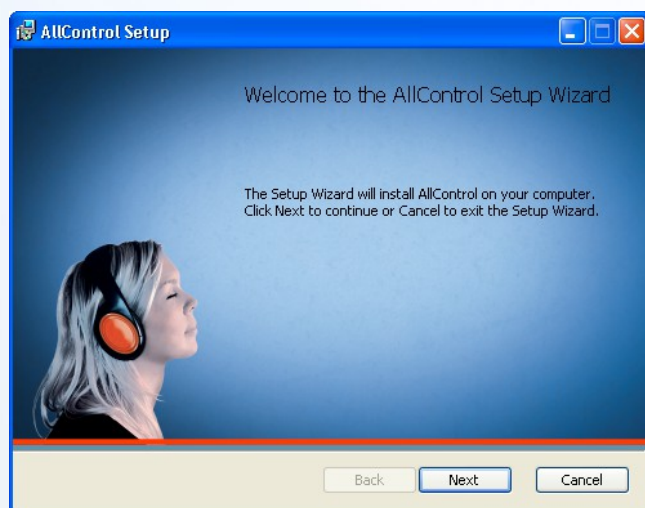 AllControl Setup
Welcome to the AllControl Setup Wizard
The Setup Wizard will install AllControl on your computer.
Click Next to continue or Cancel to exit the Setup Wizard.
Back
Next
Cancel